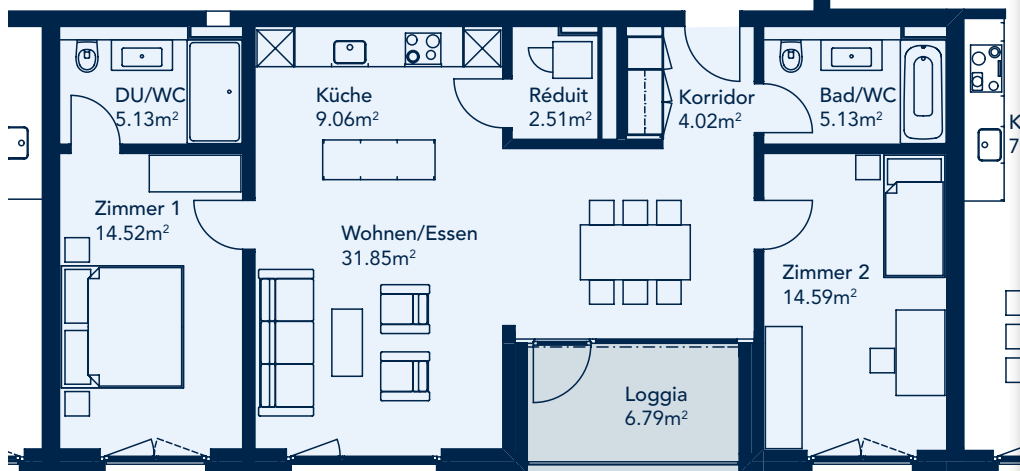 DU/WC
5.13m²
Küche
9.06m²
Réduit
2.51m²
Korridor
4.02m²
Bad/WC
5.13m²
K
7
Zimmer 1
14.52m²
Wohnen/Essen
31.85m²
Zimmer 2
14.59m²
Loggia
6.79m²